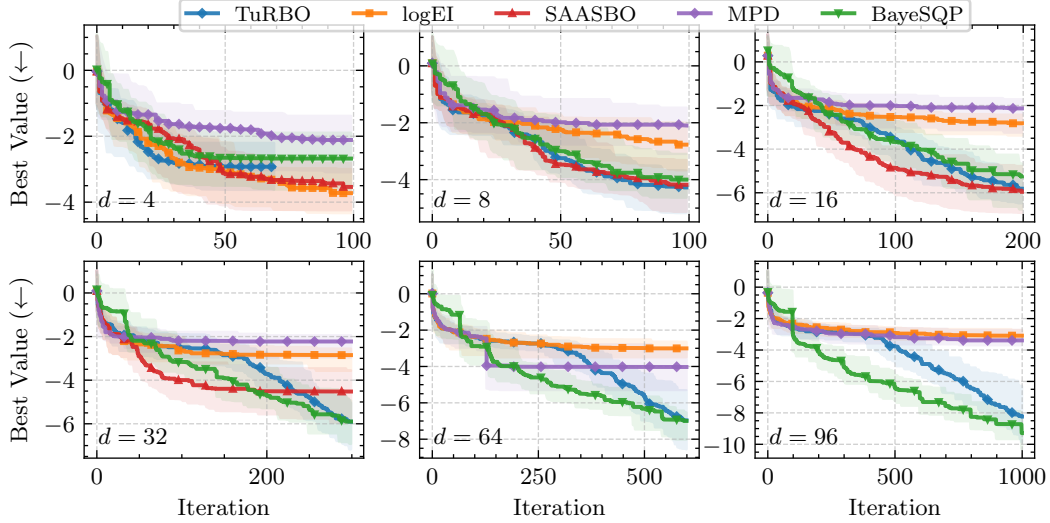 TuRBO logEI SAASBO MPD BayeSQP
Best Value (←)
0
−2
−4
d = 4
0 50 100
0
−2
−4
d = 8
0 50 100
0
−2
−4
−6
d = 16
0 100 200
Best Value (←)
0
−2
−4
−6
d = 32
0 200
Iteration
0
−2
−4
−6
−8
d = 64
0 250 500
Iteration
0
−2
−4
−6
−8
−10
d = 96
0 500 1000
Iteration